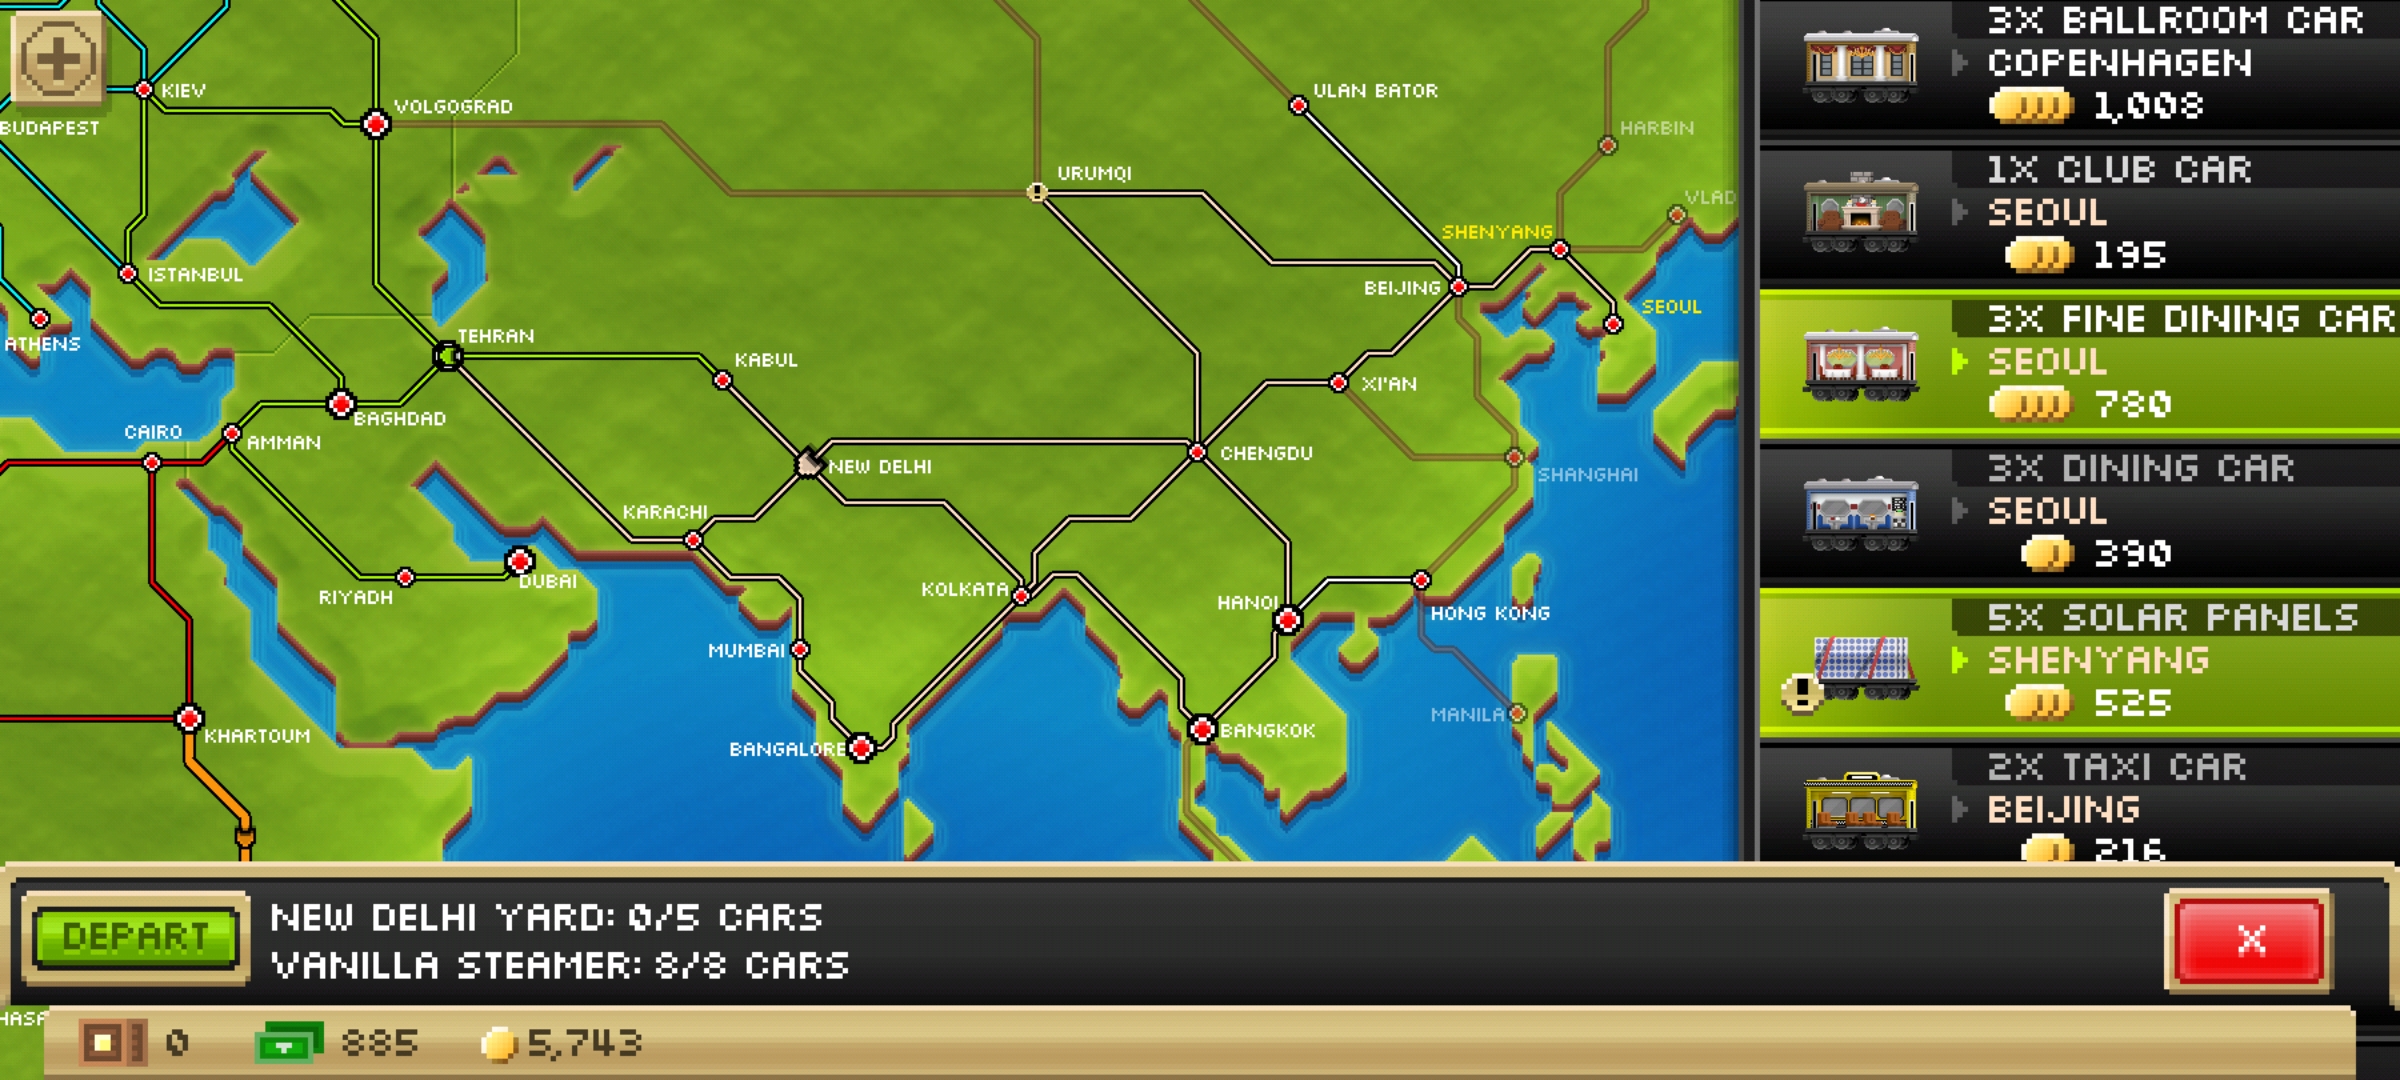 KIEV
BUDAPEST
VOLGOGRAD
ULAN BATOR
HARBIN
URUMQI
VLAD
SHENYANG
ISTANBUL
BEIJING
SEOUL
ATHENS
TEHRAN
KABUL
XI'AN
BAGHDAD
CAIRO
AMMAN
NEW DELHI
CHENGDU
SHANGHAI
KARACHI
RIYADH
DUBAI
KOLKATA
HANOI
HONG KONG
MUMBAI
KHARTOUM
BANGALORE
BANGKOK
MANILA
3X BALLROOM CAR
COPENHAGEN
1,008
1X CLUB CAR
SEOUL
195
3X FINE DINING CAR
SEOUL
780
3X DINING CAR
SEOUL
390
5X SOLAR PANELS
SHENYANG
525
2X TAXI CAR
BEIJING
216
DEPART
NEW DELHI YARD: 0/5 CARS
VANILLA STEAMER: 8/8 CARS
X
HASA
0
885
5,743